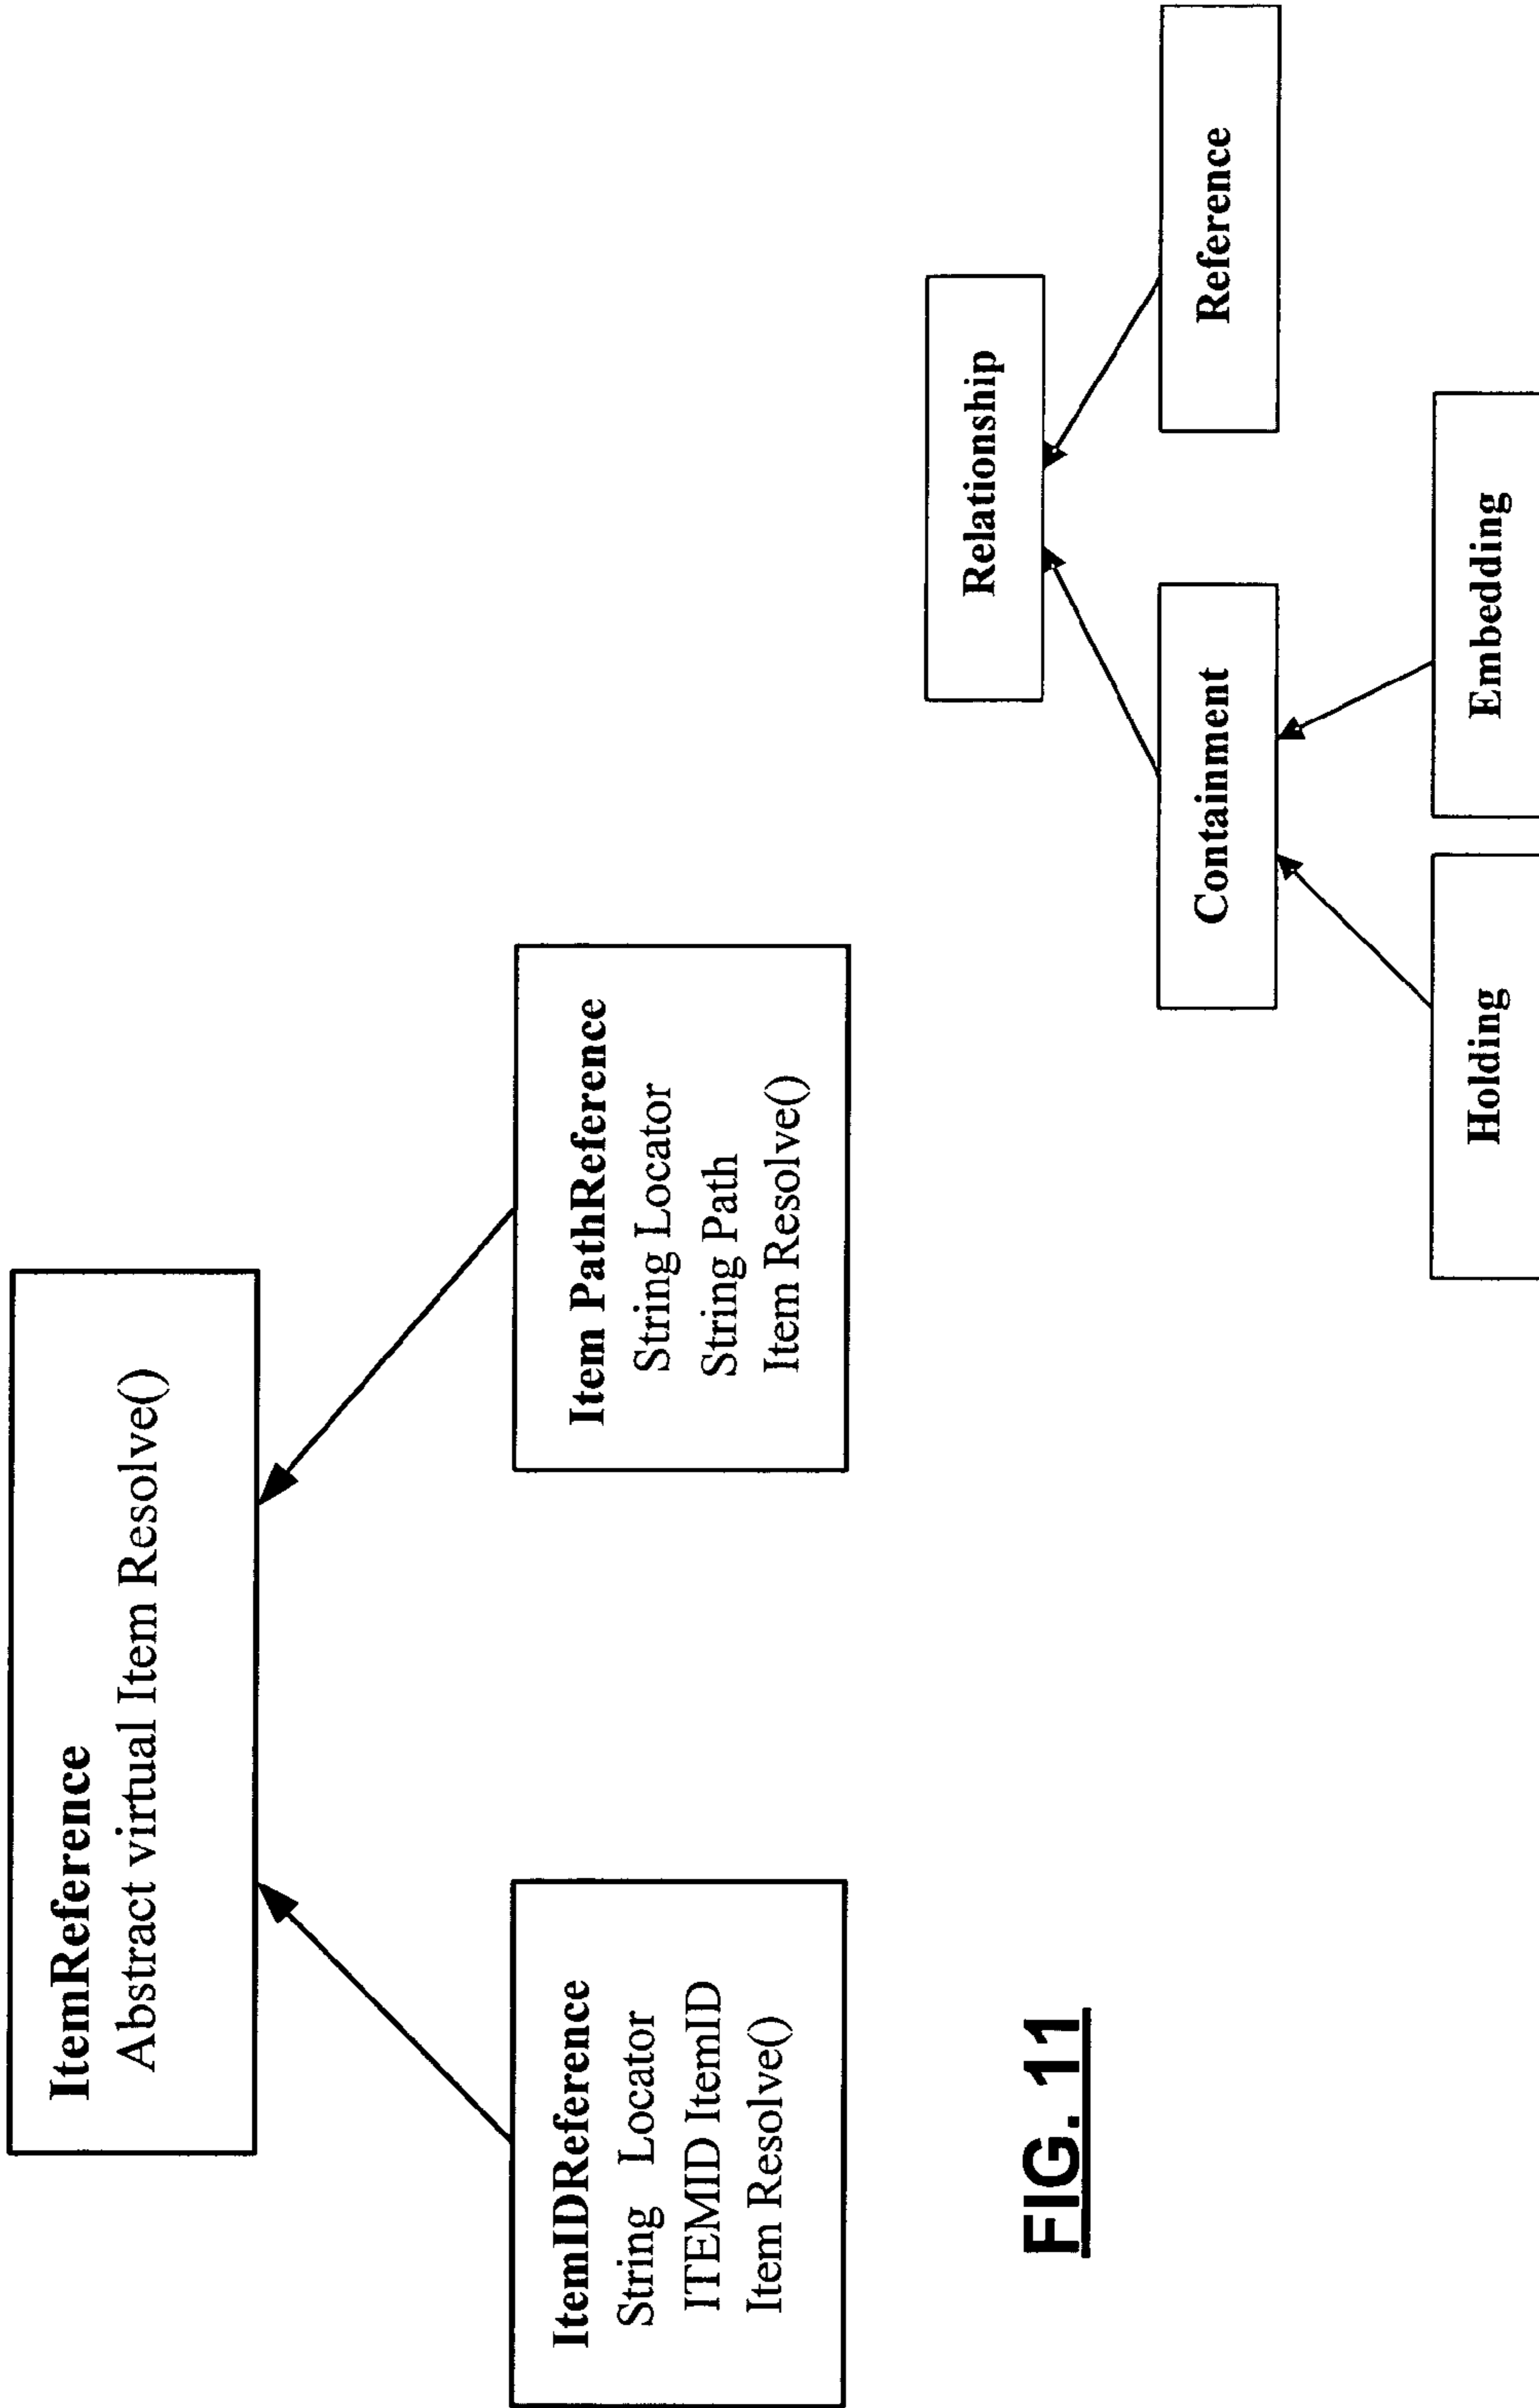 ItemReference
Abstract virtual Item Resolve()
ItemIDReference
String Locator
ITEMID ItemID
Item Resolve()
Item PathReference
String Locator
String Path
Item Resolve()
FIG. 11
Relationship
Containment
Reference
Holding
Embedding